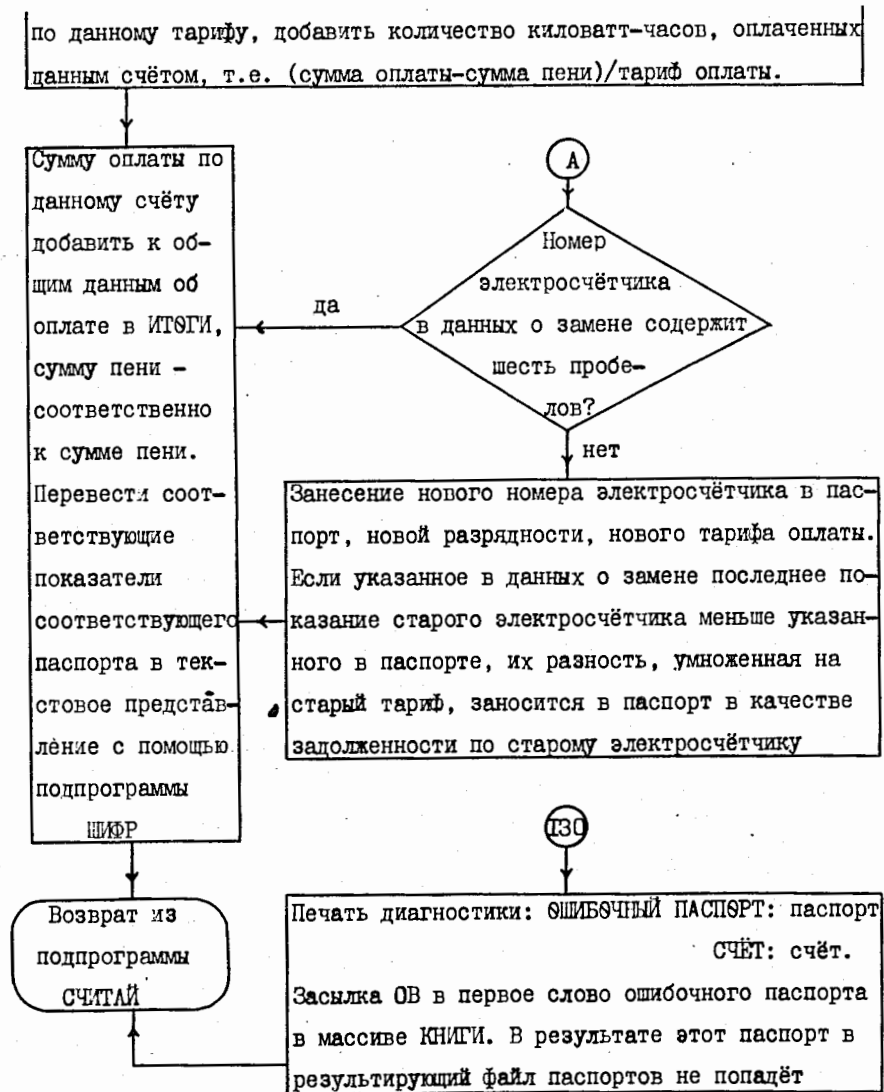 по данному тарифу, добавить количество киловатт-часов, оплаченных
данным счётом, т.е. (сумма оплаты-сумма пени)/тариф оплаты.
Сумму оплаты по
данному счёту
добавить к об-
щим данным об
оплате в ИТΘГИ,
сумму пени -
соответственно
к сумме пени.
Перевести соот-
ветствующие
показатели
соответствующего
паспорта в тек-
стовое представ-
ление с помощью
подпрограммы
ШИФР
А
Номер
электросчётчика
в данных о замене содержит
шесть пробе-
лов?
да
нет
Занесение нового номера электросчётчика в пас-
порт, новой разрядности, нового тарифа оплаты.
Если указанное в данных о замене последнее по-
казание старого электросчётчика меньше указан-
ного в паспорте, их разность, умноженная на
старый тариф, заносится в паспорт в качестве
задолженности по старому электросчётчику
I30
Возврат из
подпрограммы
СЧИТАЙ
Печать диагностики: ΘШИБΘЧНЫЙ ПАСПΘРТ: паспорт
СЧЁТ: счёт.
Засылка 0В в первое слово ошибочного паспорта
в массиве КНИГИ. В результате этот паспорт в
результирующий файл паспортов не попадёт